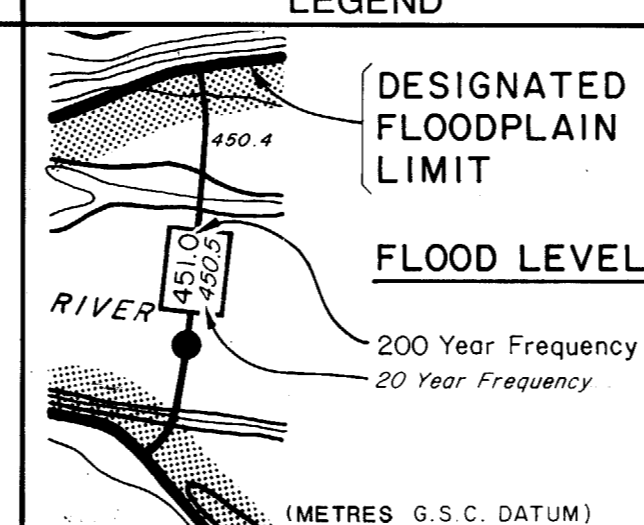 LEGEND
DESIGNATED
FLOODPLAIN
LIMIT
450.4
FLOOD LEVEL
451.0
450.5
RIVER
200 Year Frequency
20 Year Frequency
(METRES G.S.C. DATUM)